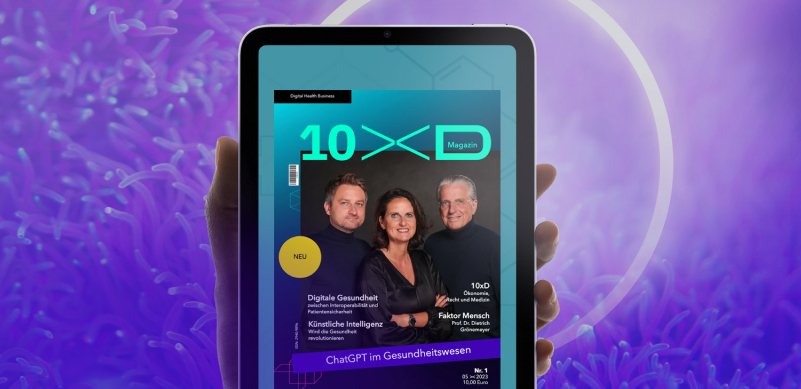 Digital Health Business
10XD
Magazin
NEU
Digitale Gesundheit
zwischen Interoperabilität und
Patientensicherheit
Künstliche Intelligenz
Wird die Gesundheit
revolutionieren
10xD
Ökonomie,
Recht und Medizin
Faktor Mensch
Prof. Dr. Dietrich
Grönemeyer
ChatGPT im Gesundheitswesen
Nr. 1
05 >< 2023
10,00 Euro